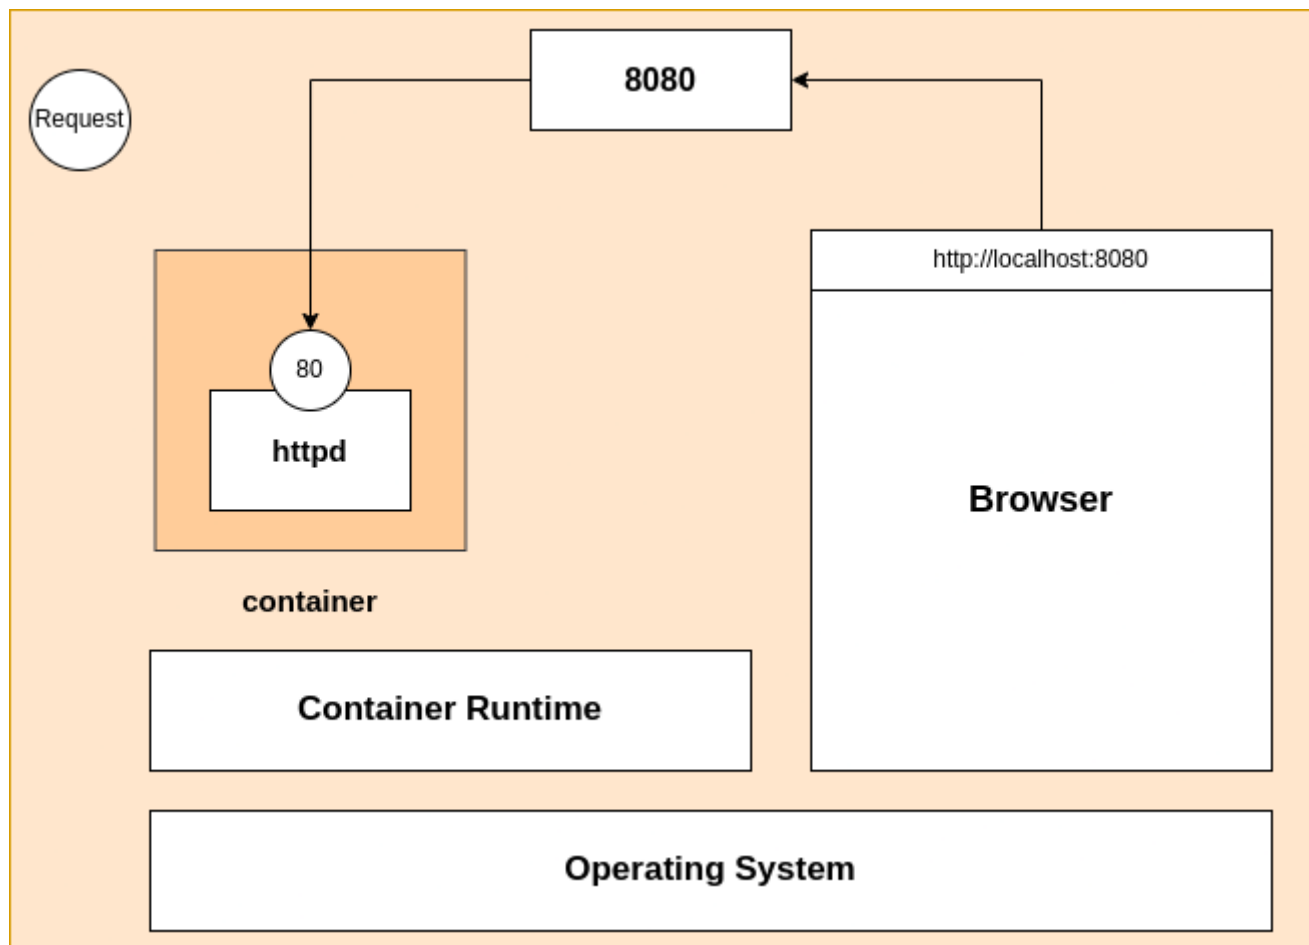 8080
Request
http://localhost:8080
80
httpd
Browser
container
Container Runtime
Operating System